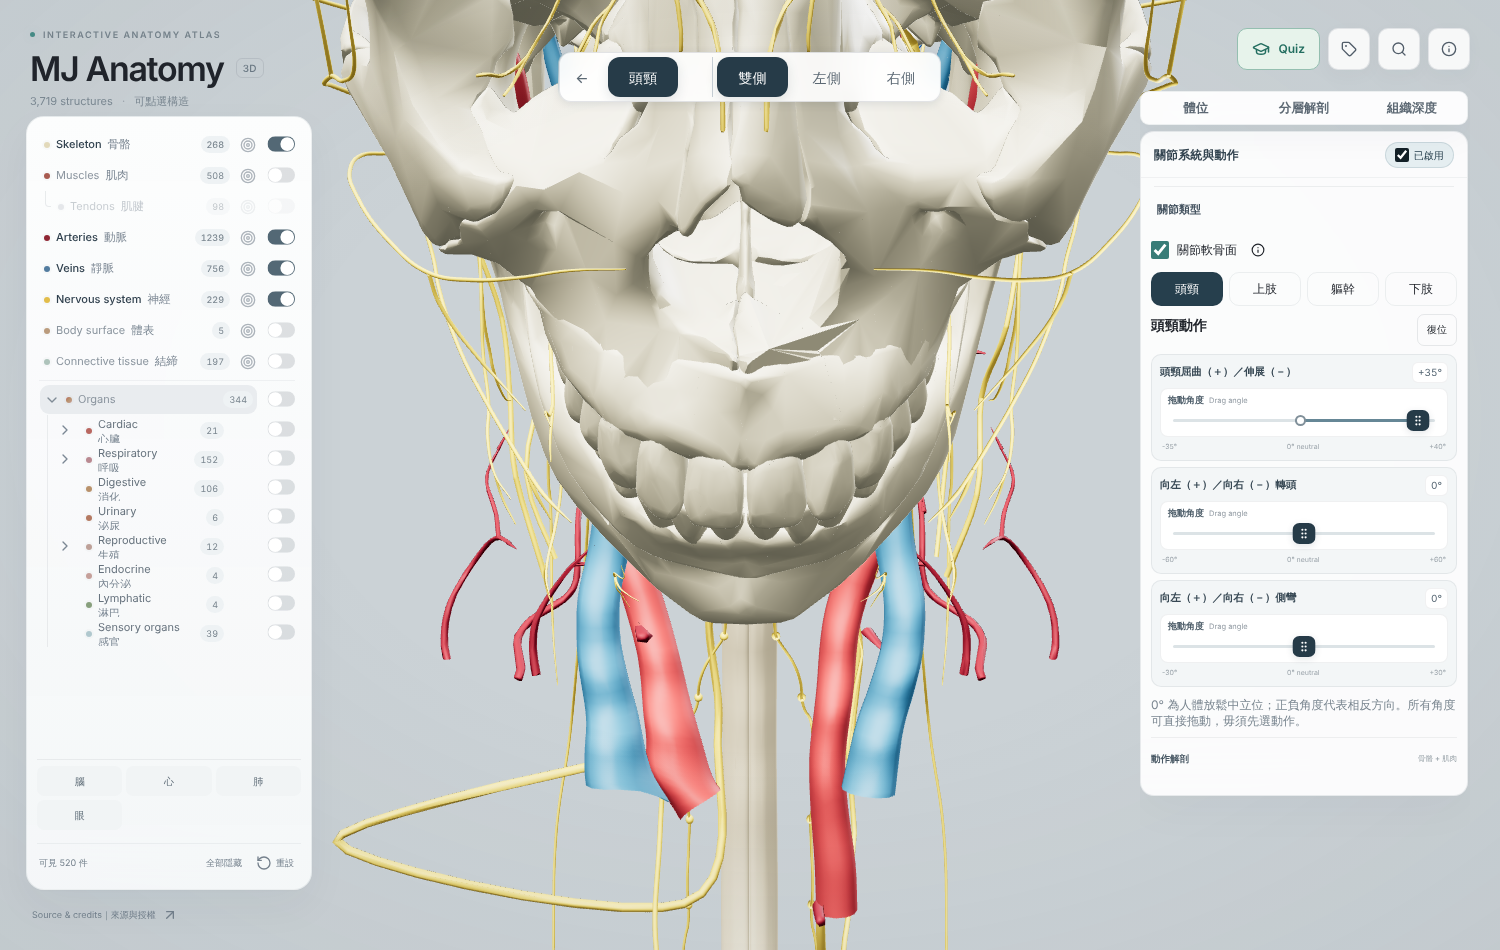 INTERACTIVE ANATOMY ATLAS
MJ Anatomy 3D
3,719 structures · 可點選構造
Skeleton 骨骼 268
Muscles 肌肉 508
Tendons 肌腱 98
Arteries 動脈 1239
Veins 靜脈 756
Nervous system 神經 229
Body surface 體表 5
Connective tissue 結締 197
Organs 344
Cardiac 21
心臟
Respiratory 152
呼吸
Digestive 106
消化
Urinary 6
泌尿
Reproductive 12
生殖
Endocrine 4
內分泌
Lymphatic 4
淋巴
Sensory organs 39
感官
腦 心 肺
眼
可見 520 件 全部隱藏 重設
Source & credits | 來源與授權
頭頸 雙側 左側 右側
Quiz
體位 分層解剖 組織深度
關節系統與動作 已啟用
關節類型
關節軟骨面
頭頸 上肢 軀幹 下肢
頭頸動作 復位
頭頸屈曲（+）／伸展（−） +35°
拖動角度 Drag angle
-35° 0° neutral +40°
向左（+）／向右（−）轉頭 0°
拖動角度 Drag angle
-60° 0° neutral +60°
向左（+）／向右（−）側彎 0°
拖動角度 Drag angle
-30° 0° neutral +30°
0° 為人體放鬆中立位；正負角度代表相反方向。所有角度
可直接拖動，毋須先選動作。
動作解剖 骨骼 + 肌肉